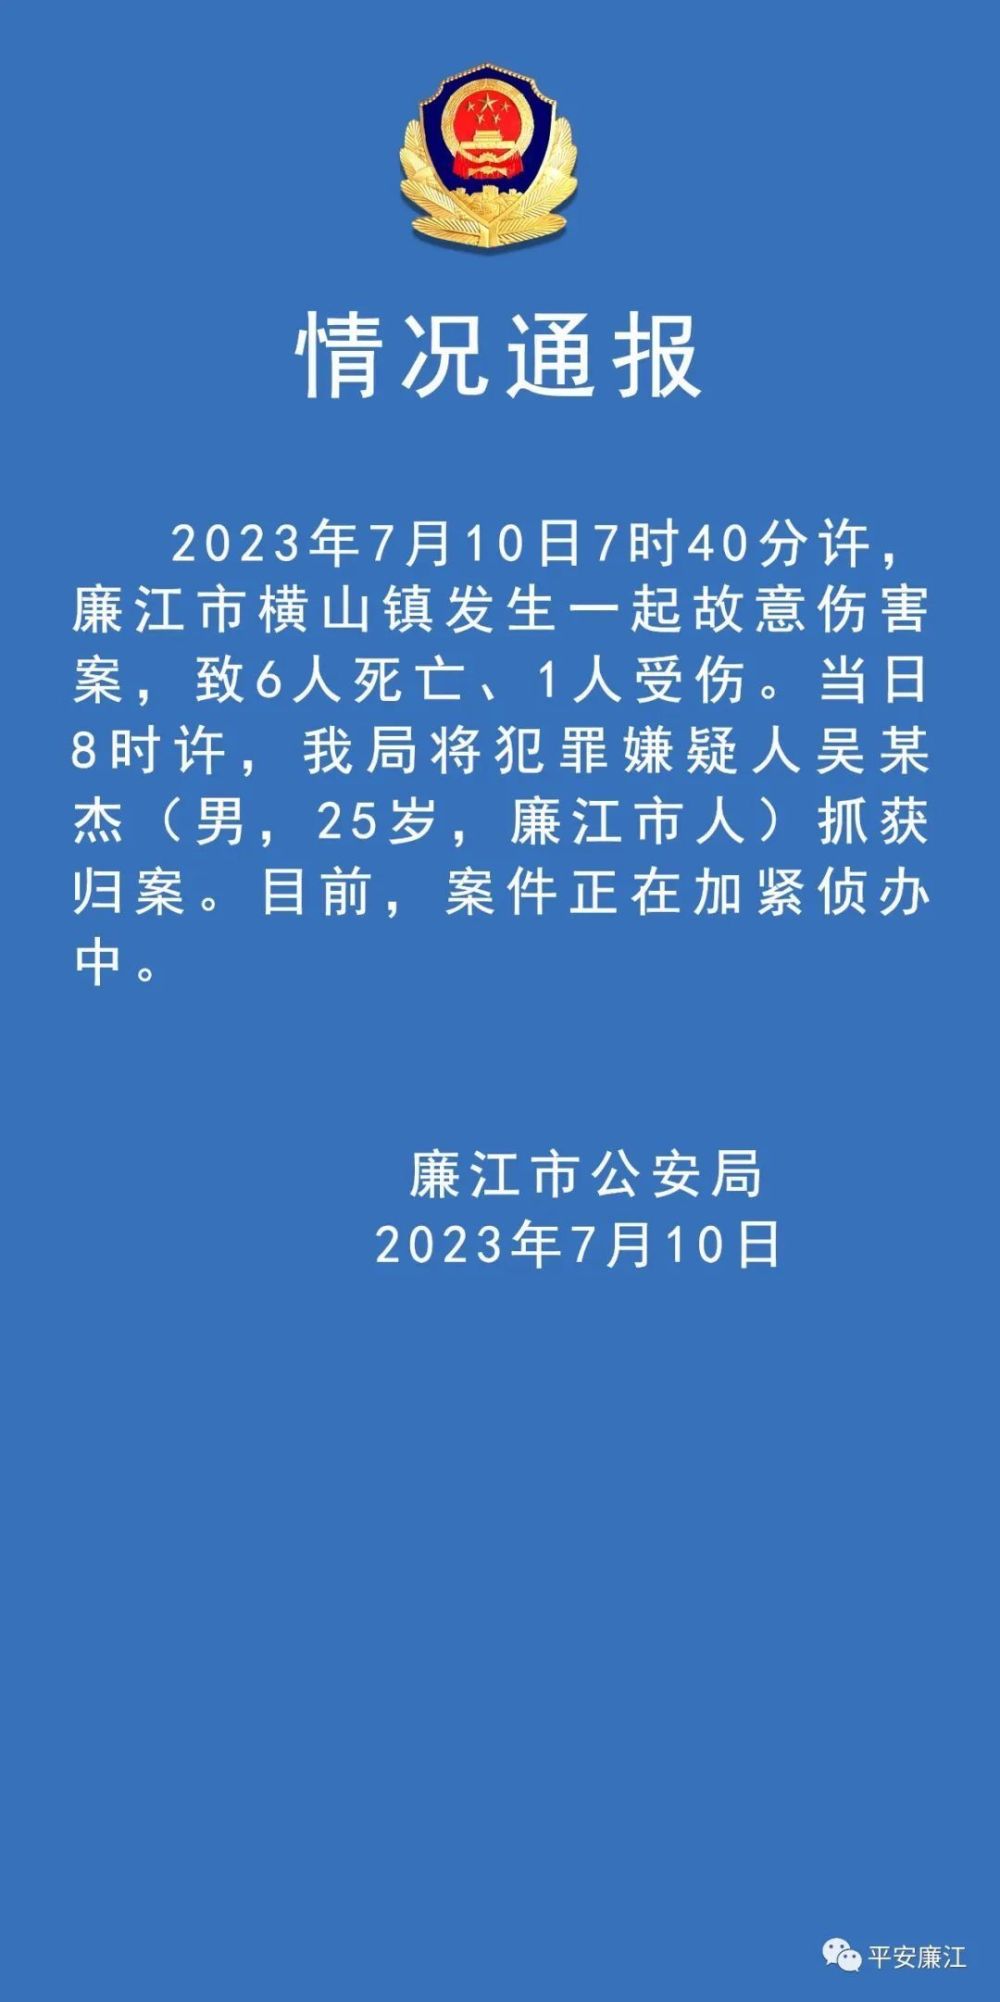 情况通报
2023年7月10日7时40分许，
廉江市横山镇发生一起故意伤害
案，致6人死亡、1人受伤。当日
8时许，我局将犯罪嫌疑人吴某
杰（男，25岁，廉江市人）抓获
归案。目前，案件正在加紧侦办
中。
廉江市公安局
2023年7月10日
平安廉江